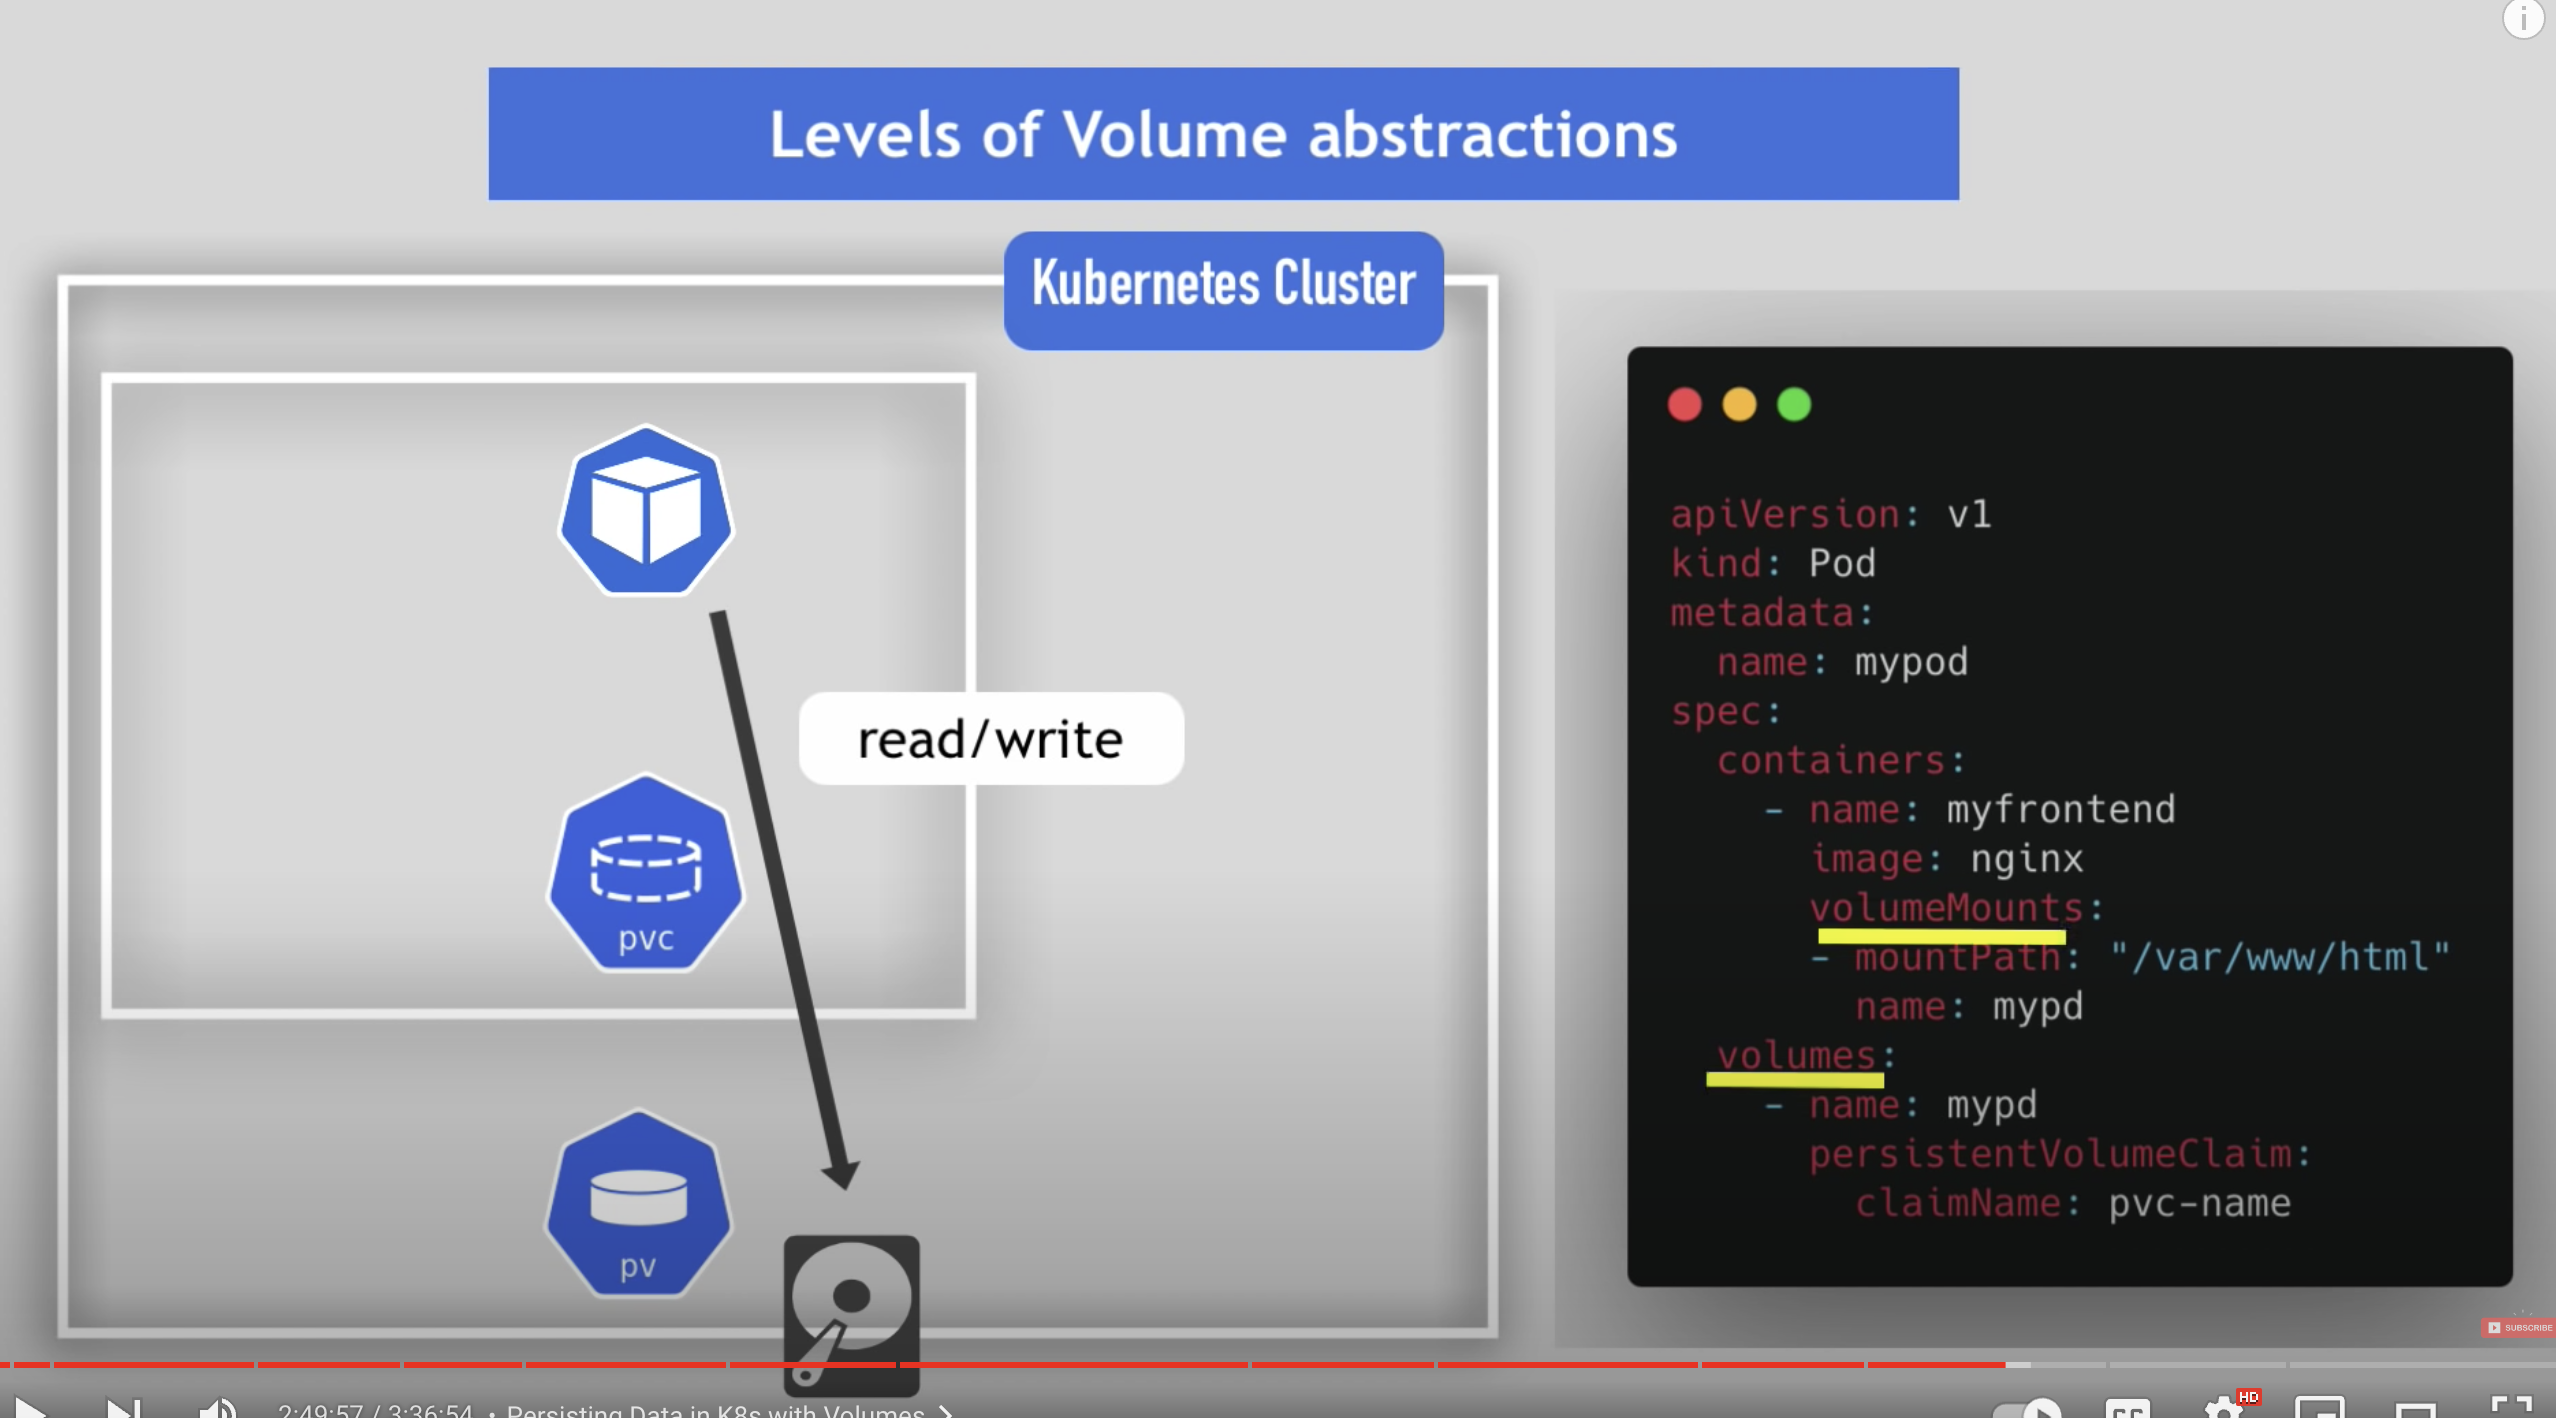 Levels of Volume abstractions
Kubernetes Cluster
read/write
pvc
pv
apiVersion: v1
kind: Pod
metadata:
  name: mypod
spec:
  containers:
    - name: myfrontend
      image: nginx
      volumeMounts:
      - mountPath: "/var/www/html"
        name: mypd
  volumes:
    - name: mypd
      persistentVolumeClaim:
        claimName: pvc-name
SUBSCRIBE
2:49:57 / 3:36:54 • Persisting Data in K8s with Volumes
HD
CC